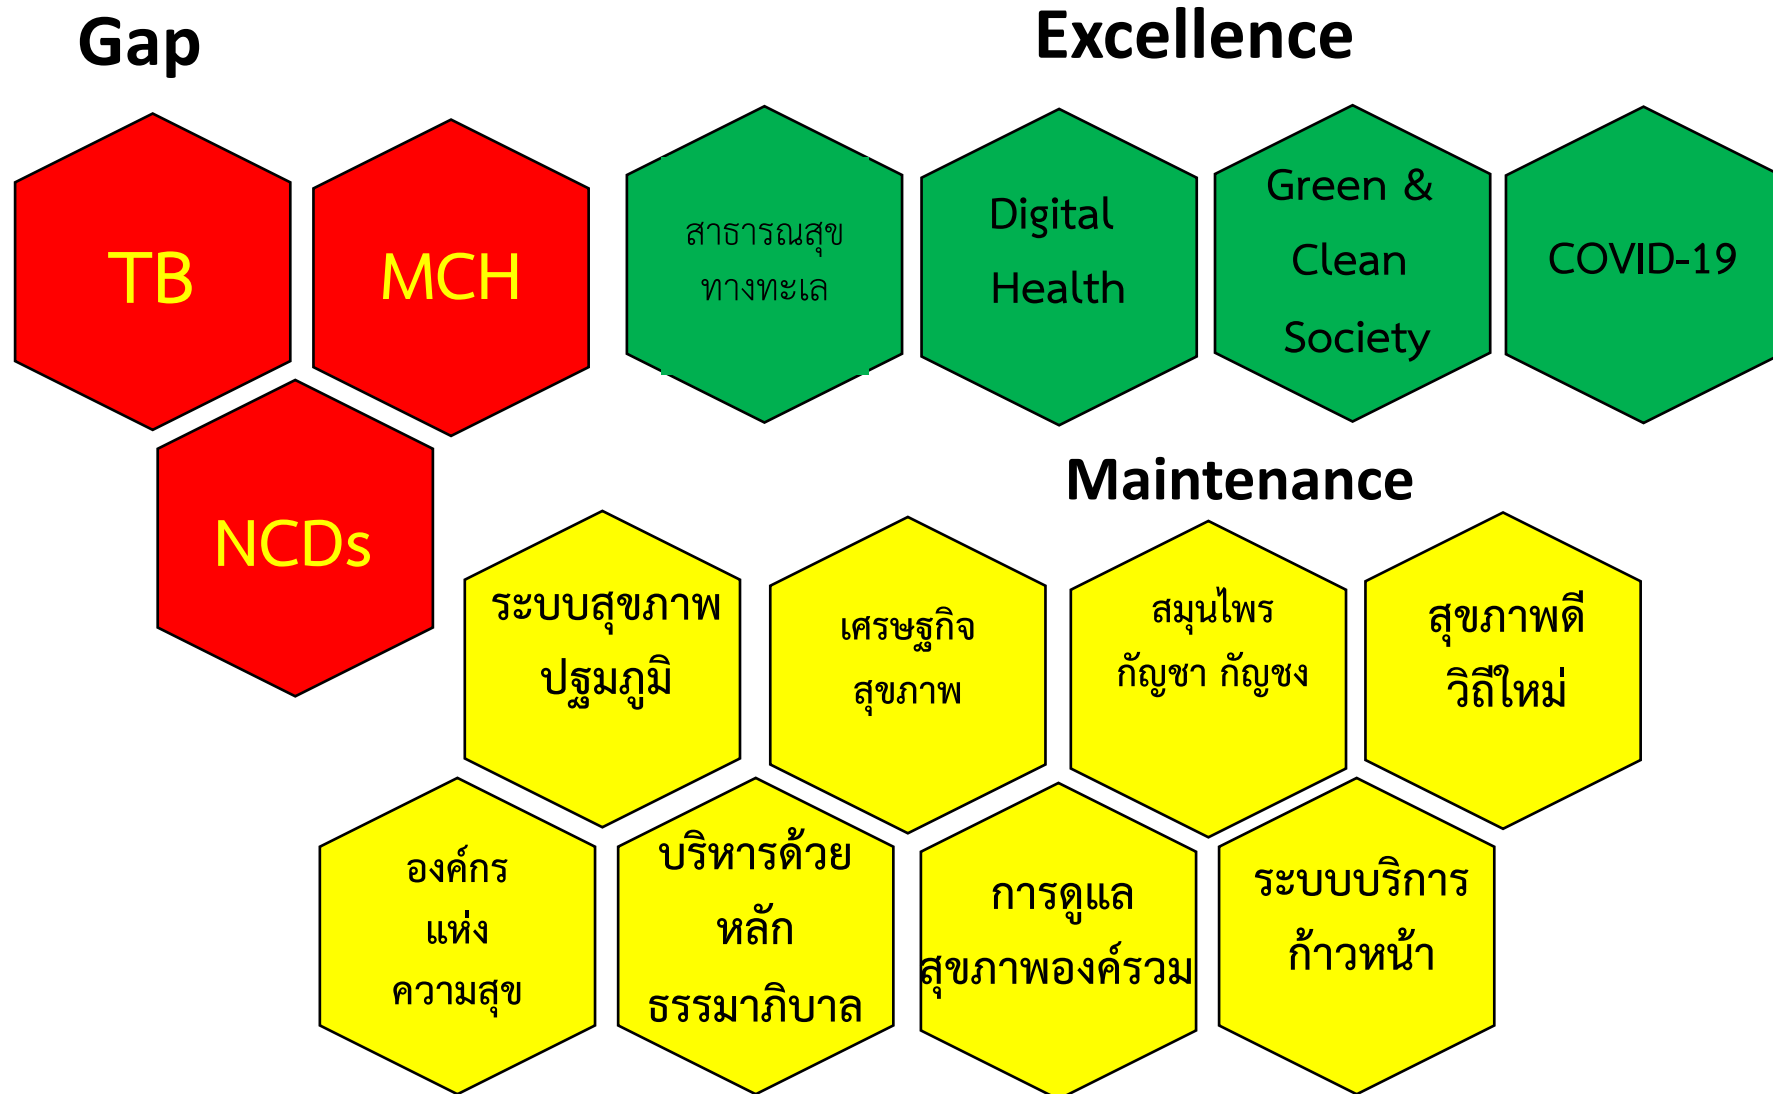 Gap
Excellence
TB
MCH
NCDs
สาธารณสุข
ทางทะเล
Digital
Health
Green &
Clean
Society
COVID-19
Maintenance
ระบบสุขภาพ
ปฐมภูมิ
เศรษฐกิจ
สุขภาพ
สมุนไพร
กัญชา กัญชง
สุขภาพดี
วิถีใหม่
องค์กร
แห่ง
ความสุข
บริหารด้วย
หลัก
ธรรมาภิบาล
การดูแล
สุขภาพองค์รวม
ระบบบริการ
ก้าวหน้า